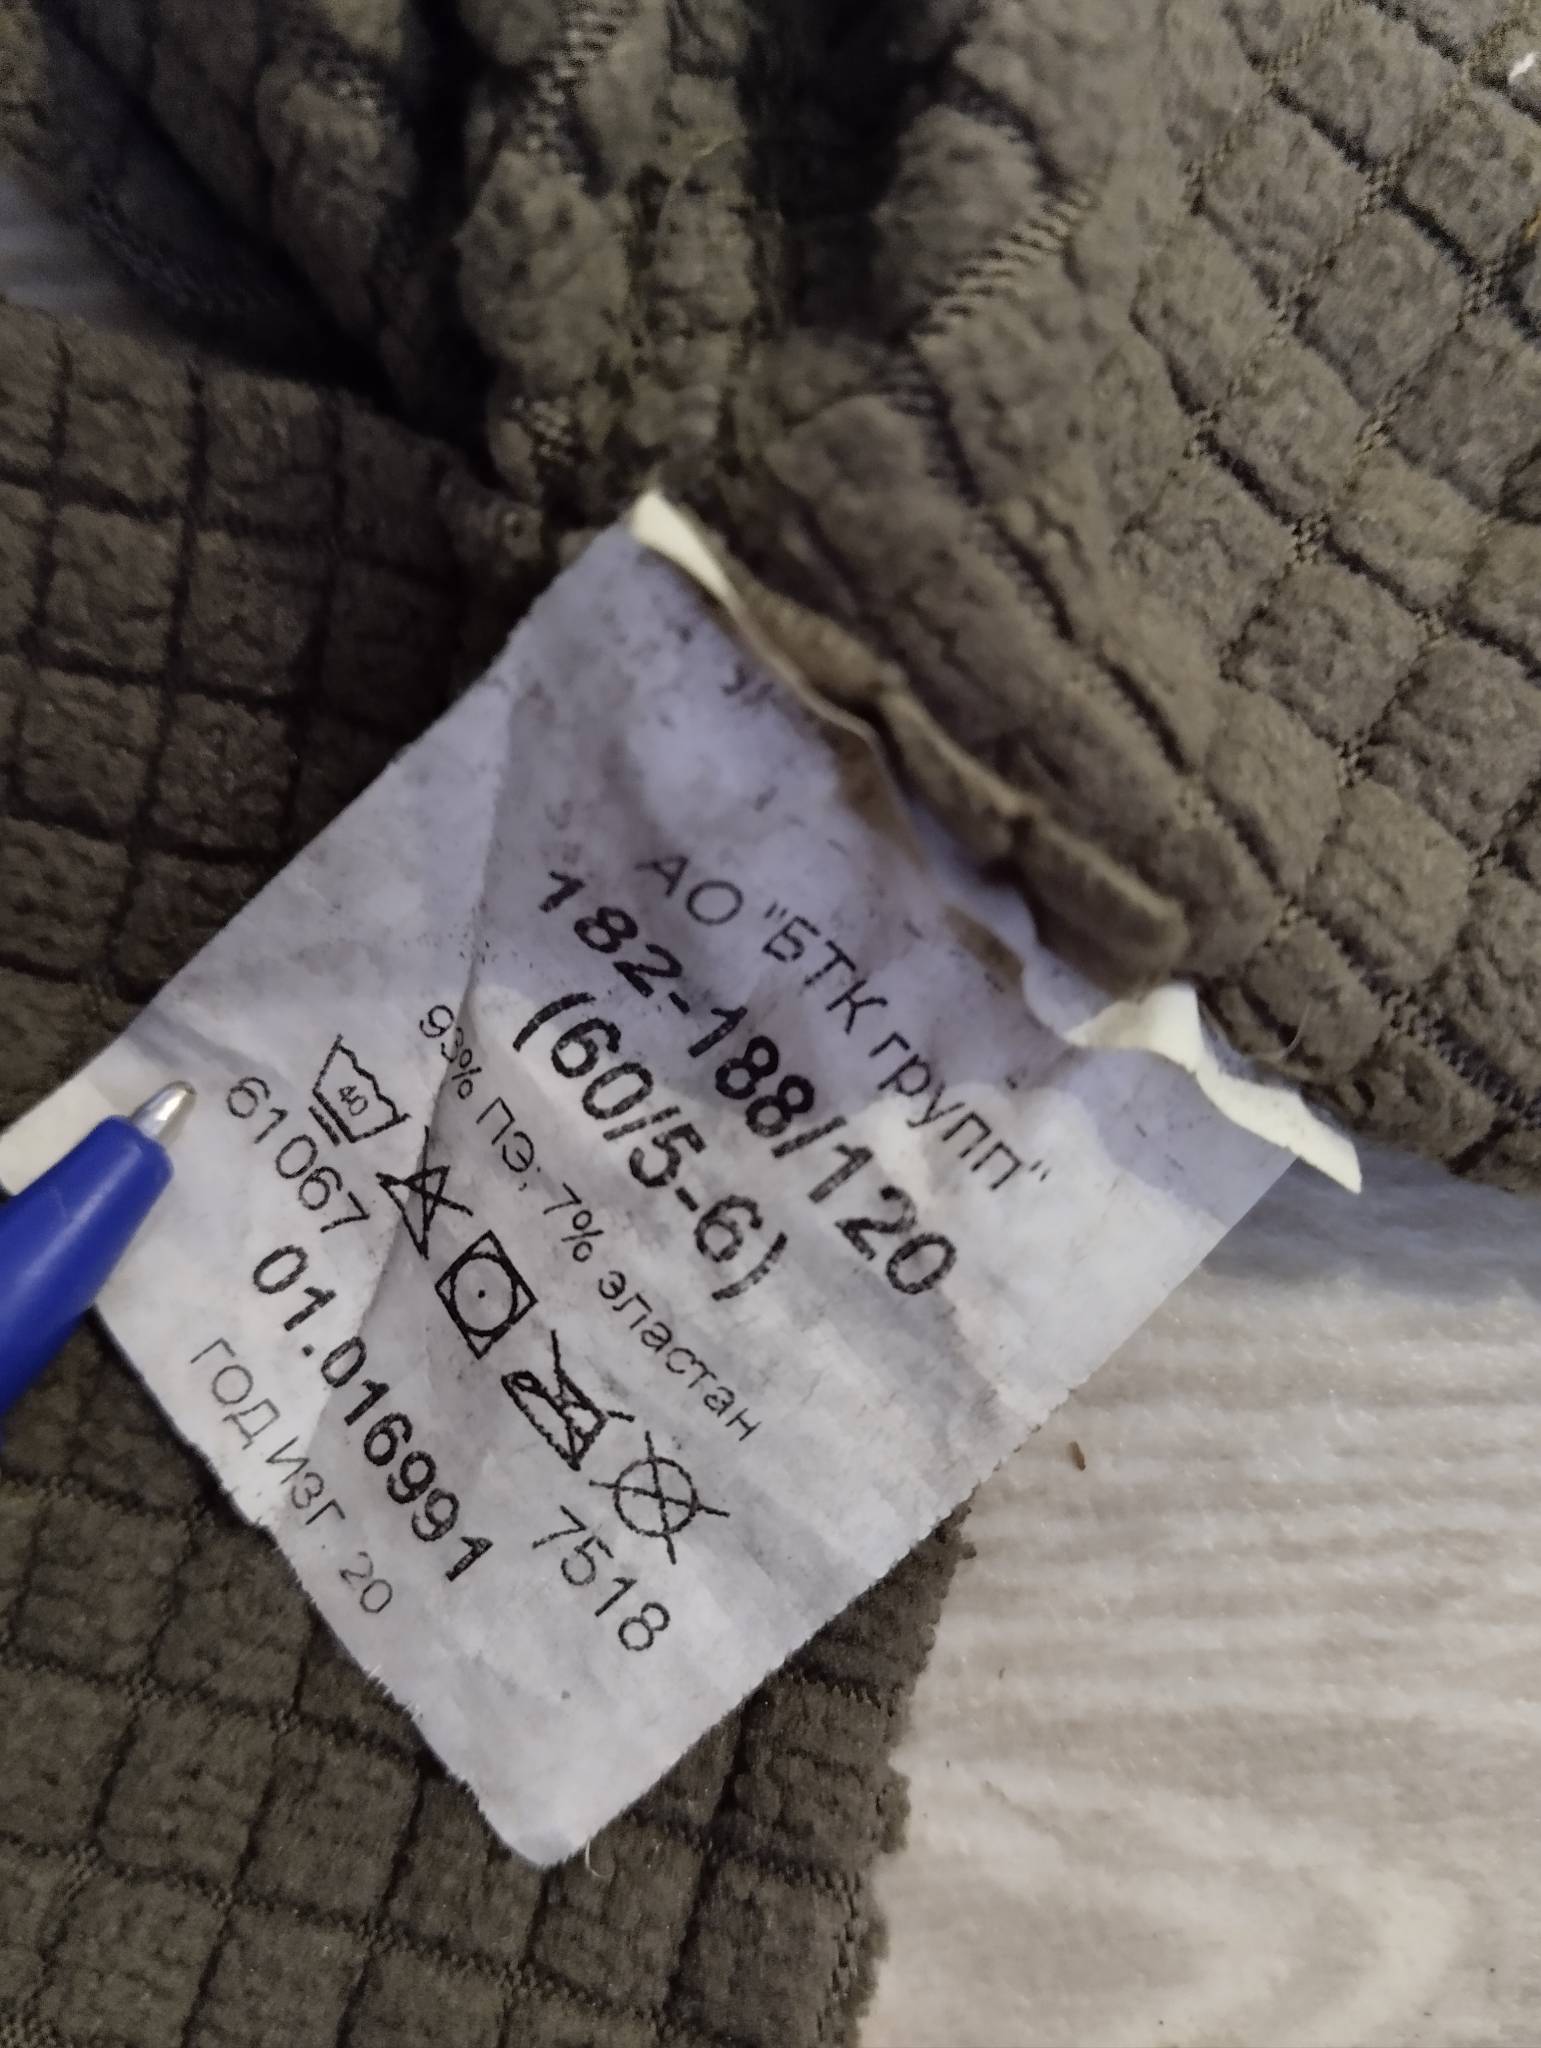 АО "БТК групп"
182-188/120
(60/5-6)
93% ПЭ; 7% эластан
40
61067 7518
01.016991
ГОД ИЗГ. 20